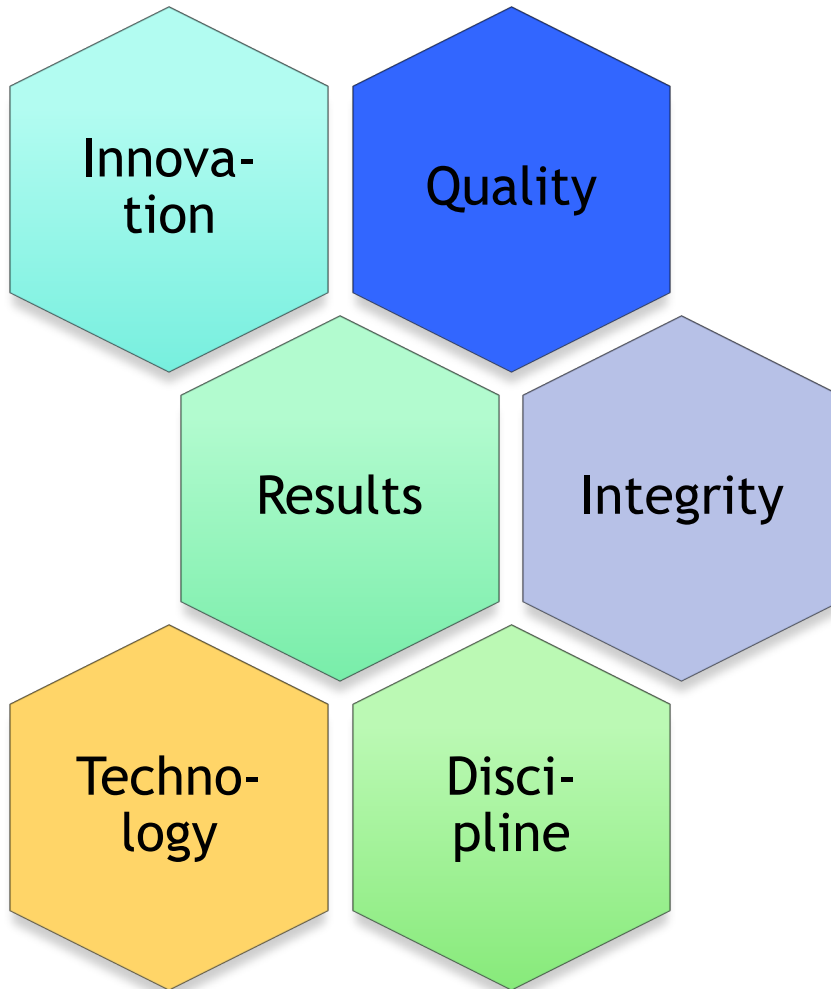 Innova-
tion
Quality
Results
Integrity
Techno-
logy
Disci-
pline